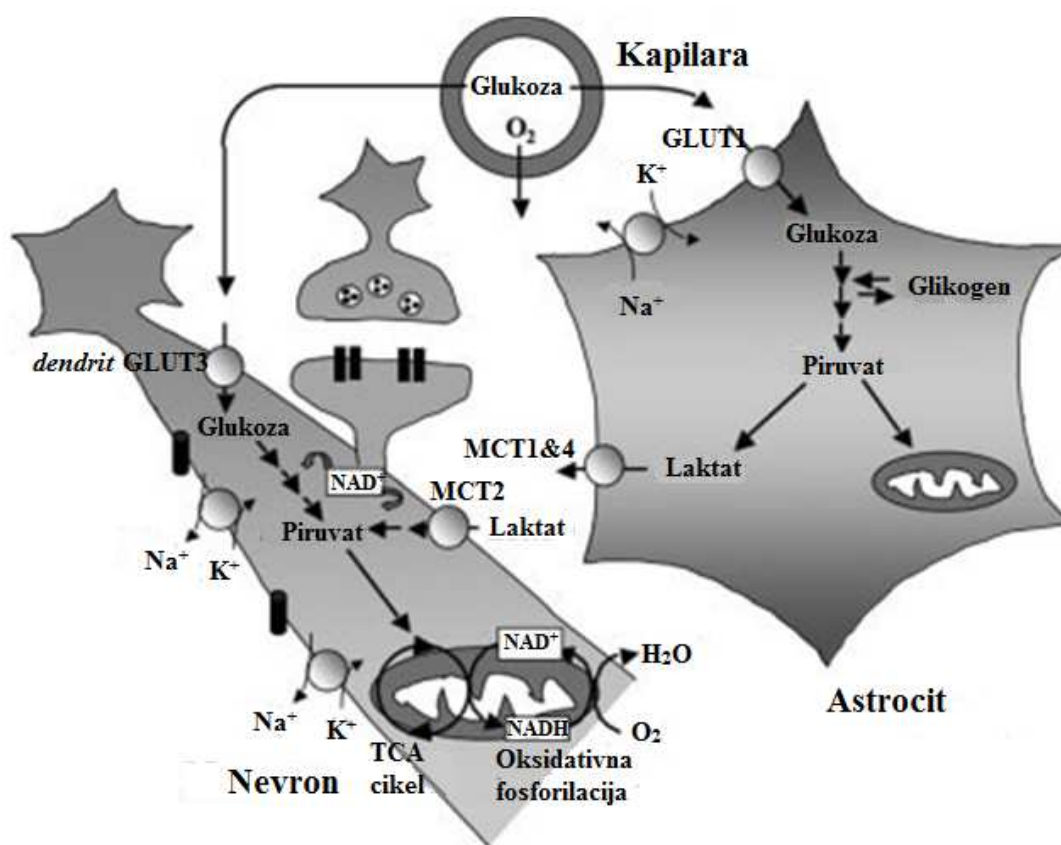 Kapilara
Glukoza
O₂
GLUT1
K⁺
Na⁺
Glukoza
Glikogen
Piruvat
MCT1&4
Laktat
Astrocit
dendrit GLUT3
Glukoza
NAD⁺
MCT2
Piruvat
Laktat
Na⁺
K⁺
Na⁺
K⁺
NAD⁺
H₂O
NADH
O₂
TCA
cikel
Oksidativna
fosforilacija
Nevron